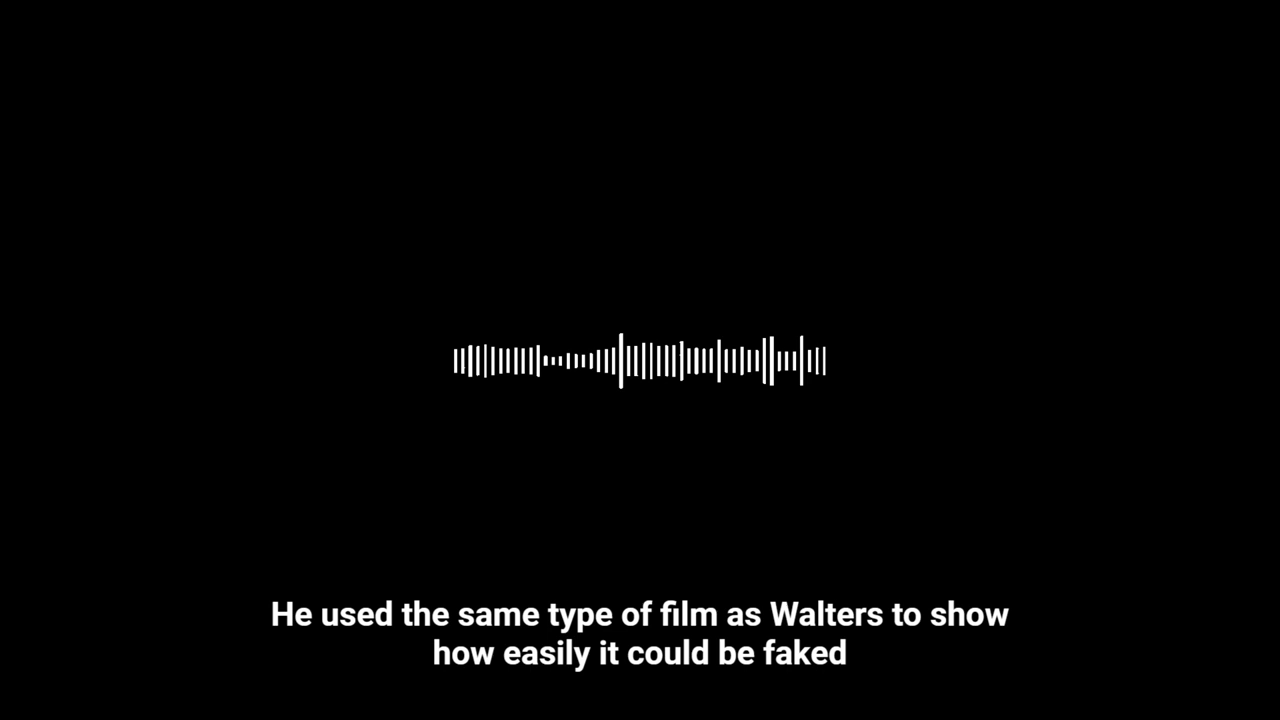 He used the same type of film as Walters to show
how easily it could be faked